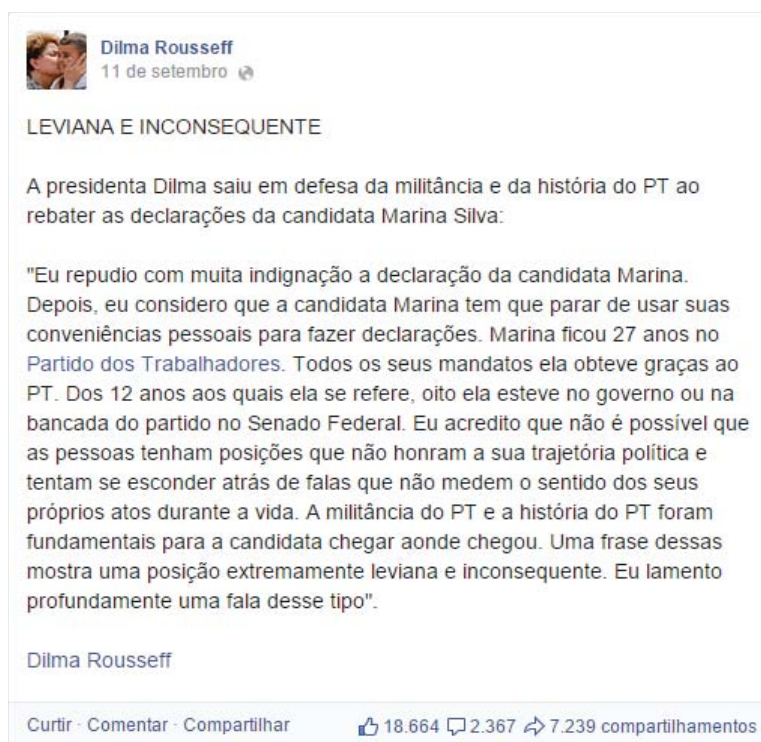 Dilma Rousseff
11 de setembro
LEVIANA E INCONSEQUENTE
A presidenta Dilma saiu em defesa da militância e da história do PT ao
rebater as declarações da candidata Marina Silva:
"Eu repudio com muita indignação a declaração da candidata Marina.
Depois, eu considero que a candidata Marina tem que parar de usar suas
conveniências pessoais para fazer declarações. Marina ficou 27 anos no
Partido dos Trabalhadores. Todos os seus mandatos ela obteve graças ao
PT. Dos 12 anos aos quais ela se refere, oito ela esteve no governo ou na
bancada do partido no Senado Federal. Eu acredito que não é possível que
as pessoas tenham posições que não honram a sua trajetória política e
tentam se esconder atrás de falas que não medem o sentido dos seus
próprios atos durante a vida. A militância do PT e a história do PT foram
fundamentais para a candidata chegar aonde chegou. Uma frase dessas
mostra uma posição extremamente leviana e inconsequente. Eu lamento
profundamente uma fala desse tipo".
Dilma Rousseff
Curtir · Comentar · Compartilhar 18.664 2.367 7.239 compartilhamentos